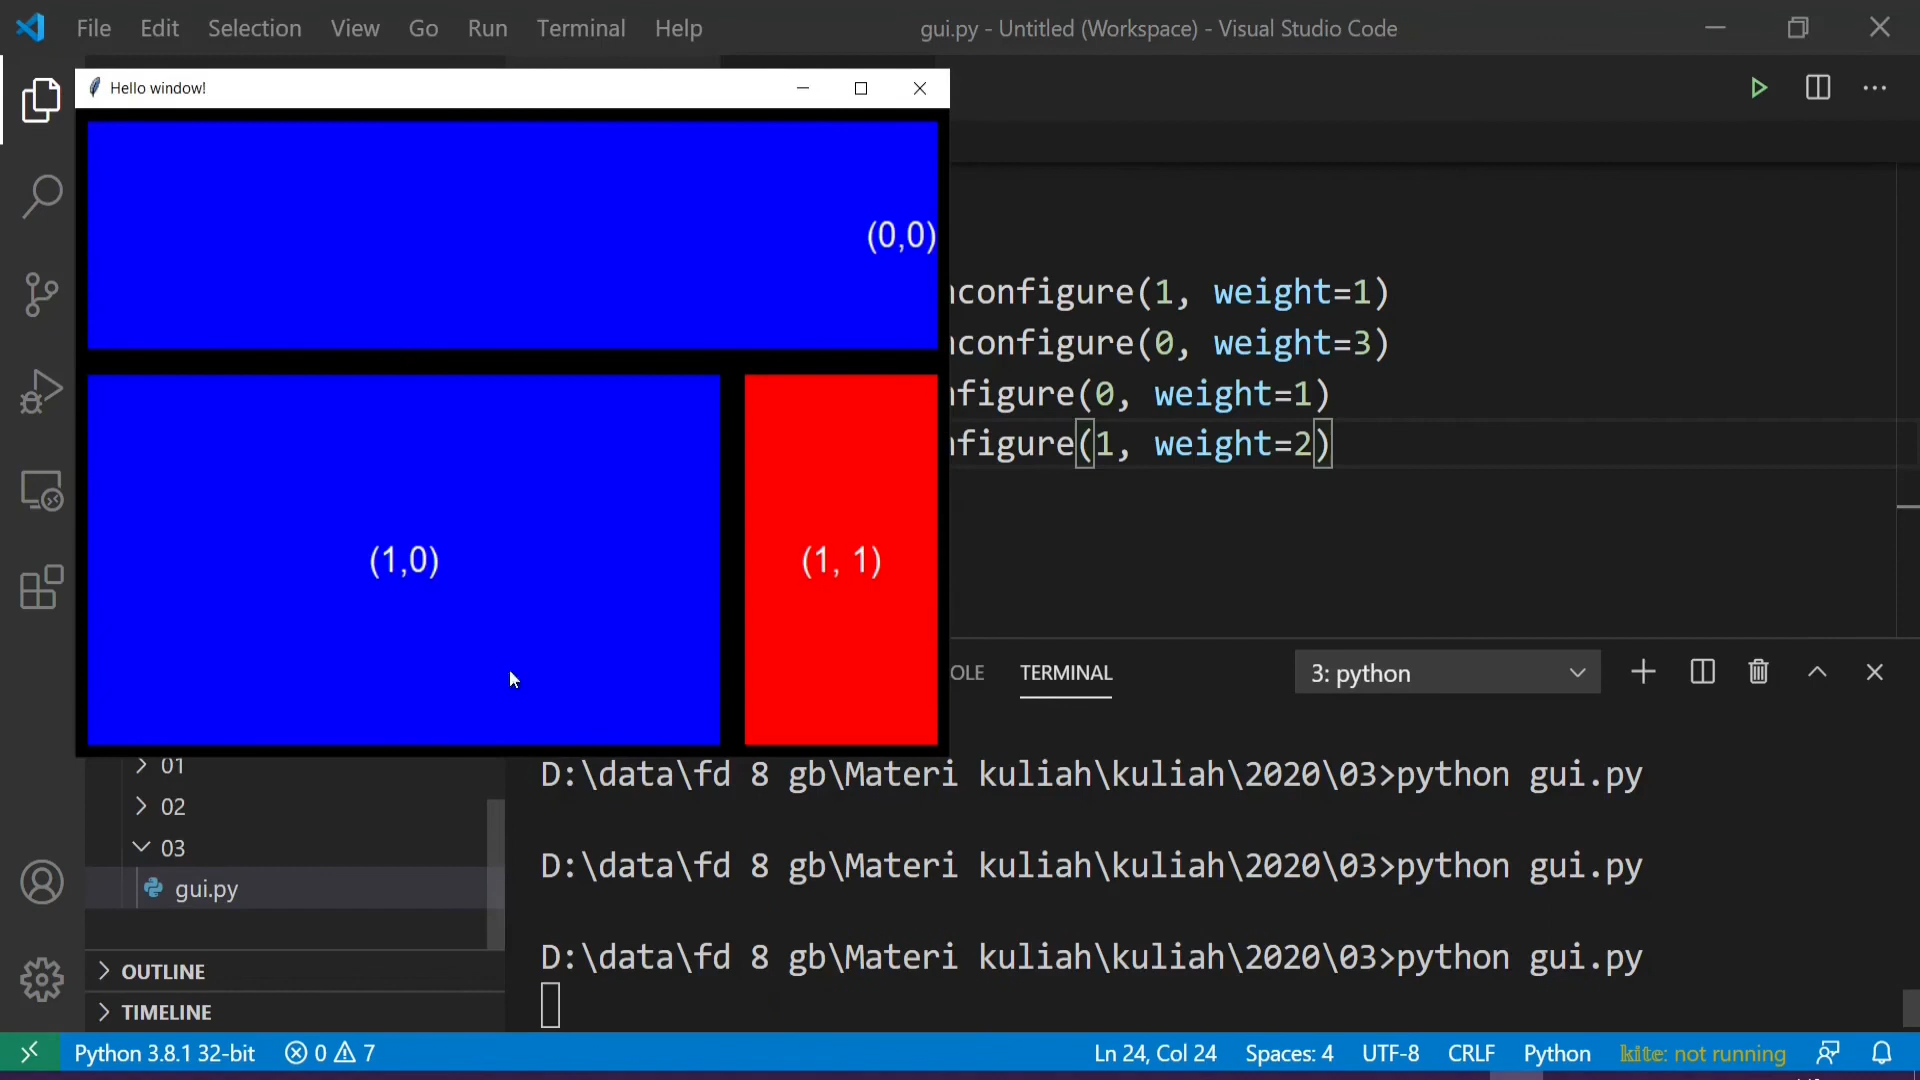 File Edit Selection View Go Run Terminal Help gui.py - Untitled (Workspace) - Visual Studio Code
Hello window!
(0,0)
(1,0)
(1, 1)
configure(1, weight=1)
configure(0, weight=3)
figure(0, weight=1)
figure(1, weight=2)
OLE TERMINAL 3: python
D:\data\fd 8 gb\Materi kuliah\kuliah\2020\03>python gui.py
D:\data\fd 8 gb\Materi kuliah\kuliah\2020\03>python gui.py
D:\data\fd 8 gb\Materi kuliah\kuliah\2020\03>python gui.py
01
02
03
gui.py
OUTLINE
TIMELINE
Python 3.8.1 32-bit 0 7 Ln 24, Col 24 Spaces: 4 UTF-8 CRLF Python kite: not running